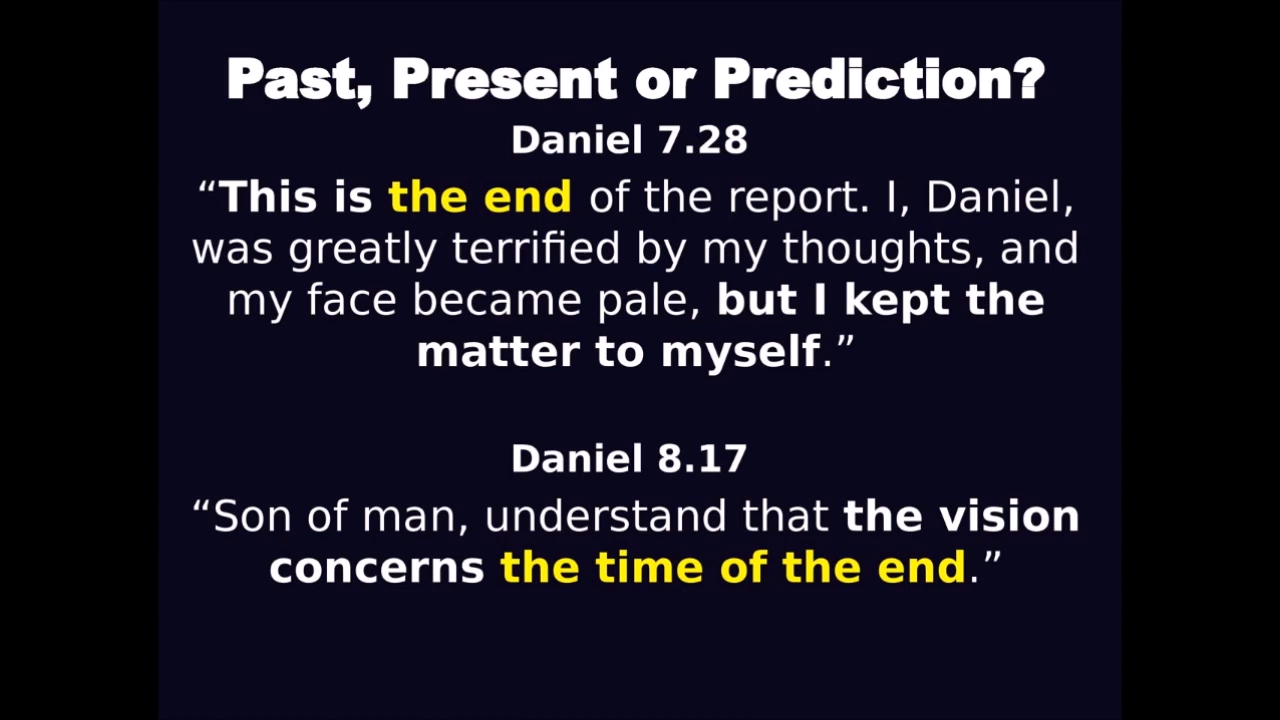 Past, Present or Prediction?
Daniel 7.28
“This is the end of the report. I, Daniel,
was greatly terrified by my thoughts, and
my face became pale, but I kept the
matter to myself.”
Daniel 8.17
“Son of man, understand that the vision
concerns the time of the end.”